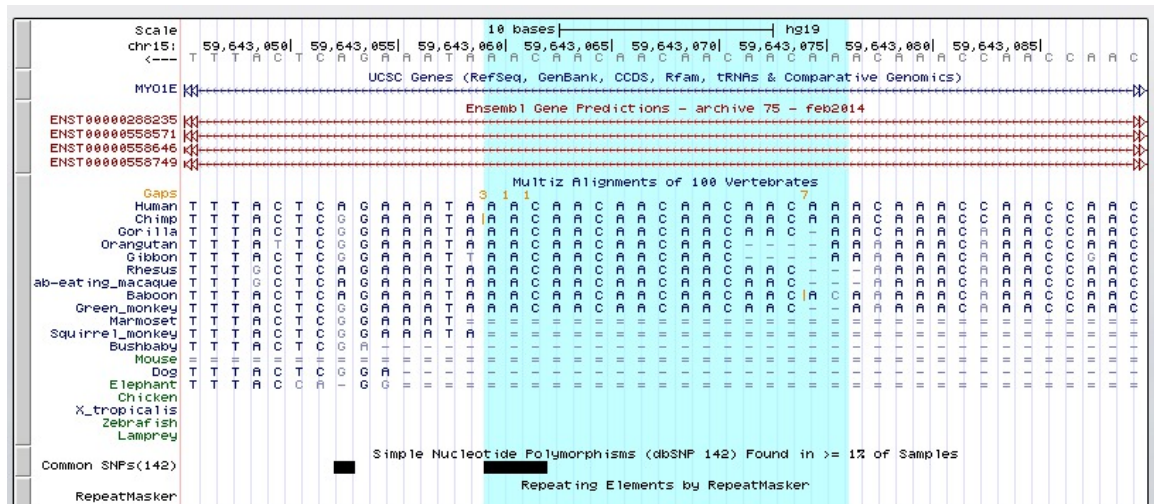 Scale 10 bases hg19
chr15: 59,643,050 59,643,055 59,643,060 59,643,065 59,643,070 59,643,075 59,643,080 59,643,085
<--- T T T A C T C A G A A A T A A A C A A A C A A A C A A A C A A A C A A A C A A A C C A A C
UCSC Genes (RefSeq, GenBank, CCDS, Rfam, tRNAs & Comparative Genomics)
MYO1E
Ensembl Gene Predictions - archive 75 - feb2014
ENST00000288235
ENST00000558571
ENST00000558646
ENST00000558749
Multiz Alignments of 100 Vertebrates
Gaps 3 1 1 7
Human T T T A C T C A G A A A T A A A C A A A C A A A C A A A C A A A C A A A C A A A C C A A C
Chimp T T T A C T C G G A A A T A A A C A A A C A A A C A A A C A A A C A A A C A A A C C A A C
Gorilla T T T A C T C G G A A A T A
Orangutan T T T A T T C G G A A A T A
Gibbon T T T A C T C G G A A A T T
Rhesus T T T G C T C A G A A A T A
ab-eating_macaque T T T G C T C A G A A A T A
Baboon T T T A C T C A G A A A T A
Green_monkey T T T A C T C G G A A A T A
Marmoset T T T A C T C G G A A A T
Squirrel_monkey T T T A C T C G G A A A T A
Bushbaby T T T A C T C G A
Mouse
Dog T T T A C T C G G A
Elephant T T T A C C A - G G
Chicken
X_tropicalis
Zebrafish
Lamprey
Simple Nucleotide Polymorphisms (dbSNP 142) Found in >= 1% of Samples
Common SNPs(142)
Repeating Elements by RepeatMasker
RepeatMasker